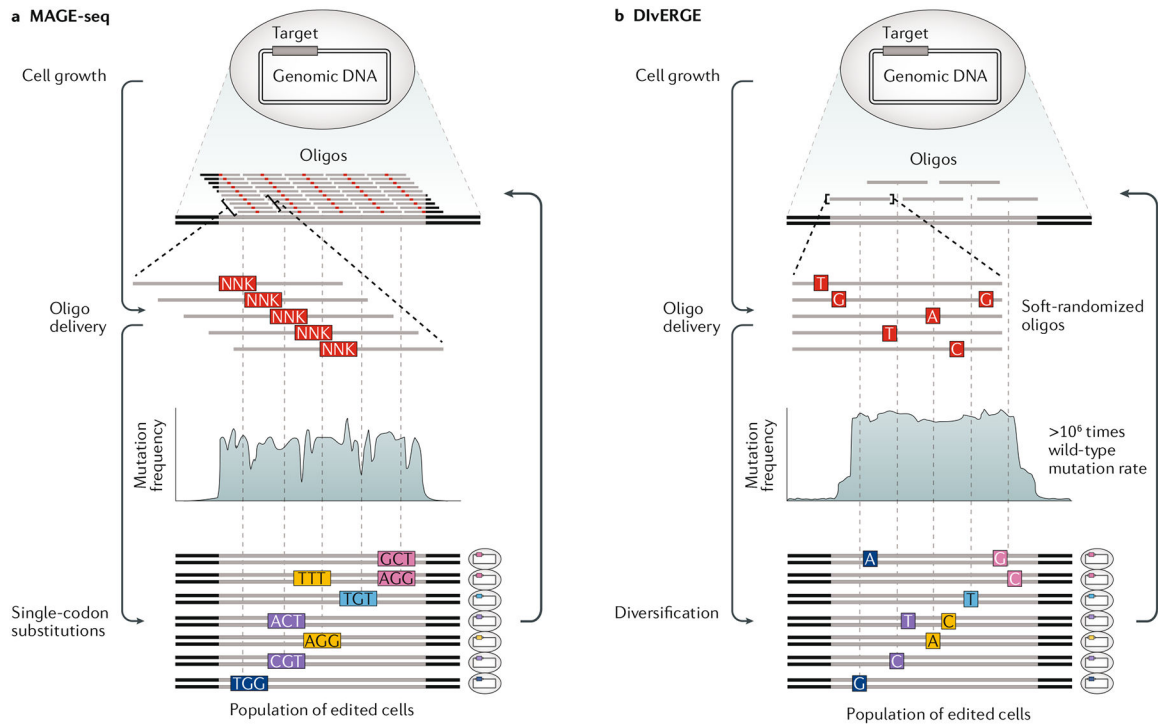 a MAGE-seq
Target
Genomic DNA
Cell growth
Oligos
NNK
NNK
NNK
NNK
NNK
Oligo
delivery
Mutation
frequency
GCT
TTT AGG
TGT
Single-codon
substitutions
ACT
AGG
CGT
TGG
Population of edited cells
b DIvERGE
Target
Genomic DNA
Cell growth
Oligos
T
G G
A
T
C
Oligo
delivery
Soft-randomized
oligos
Mutation
frequency
>10⁶ times
wild-type
mutation rate
A G
C
T
Diversification
T C
A
C
G
Population of edited cells